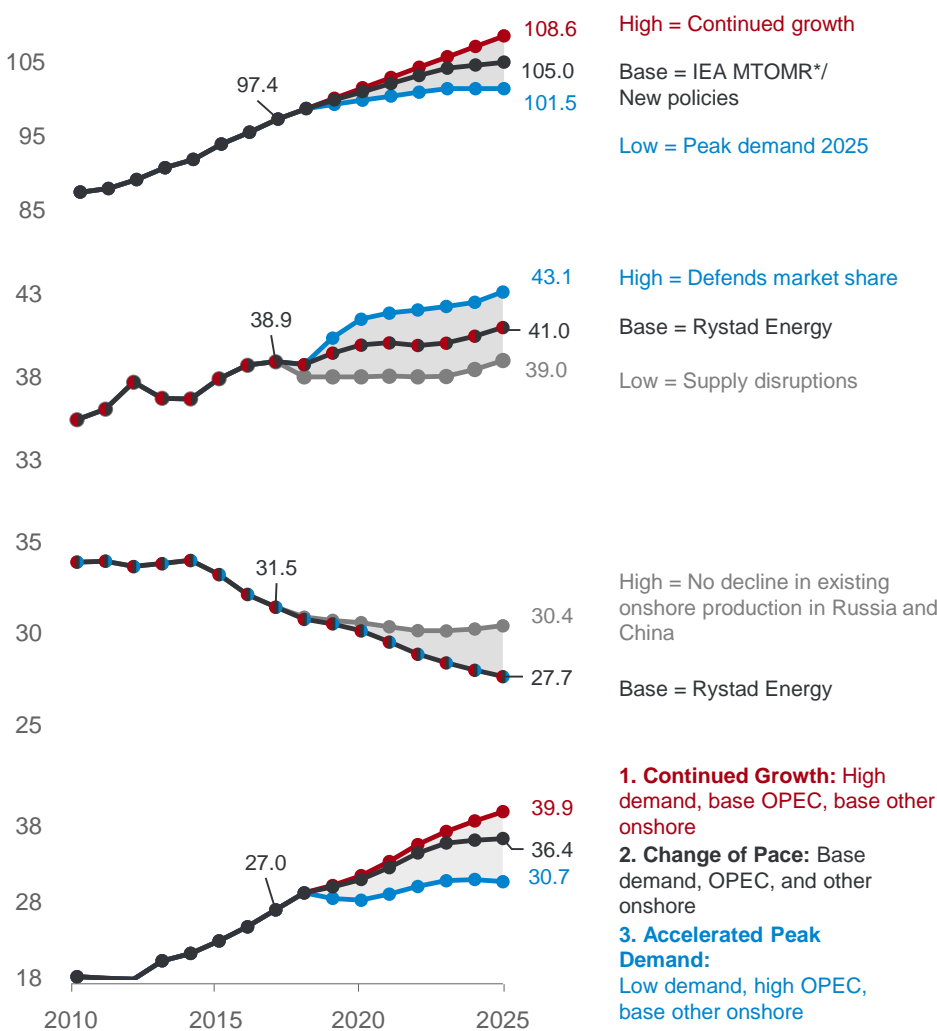 108.6
High = Continued growth
105
105.0
Base = IEA MTOMR*/
New policies
97.4
101.5
95
Low = Peak demand 2025
85
43.1
High = Defends market share
43
38.9
41.0
Base = Rystad Energy
38
39.0
Low = Supply disruptions
33
35
31.5
High = No decline in existing
onshore production in Russia and
China
30.4
30
27.7
Base = Rystad Energy
25
1. Continued Growth: High
demand, base OPEC, base other
onshore
39.9
38
27.0
36.4
2. Change of Pace: Base
demand, OPEC, and other
onshore
30.7
28
3. Accelerated Peak
Demand:
Low demand, high OPEC,
base other onshore
18
2010
2015
2020
2025